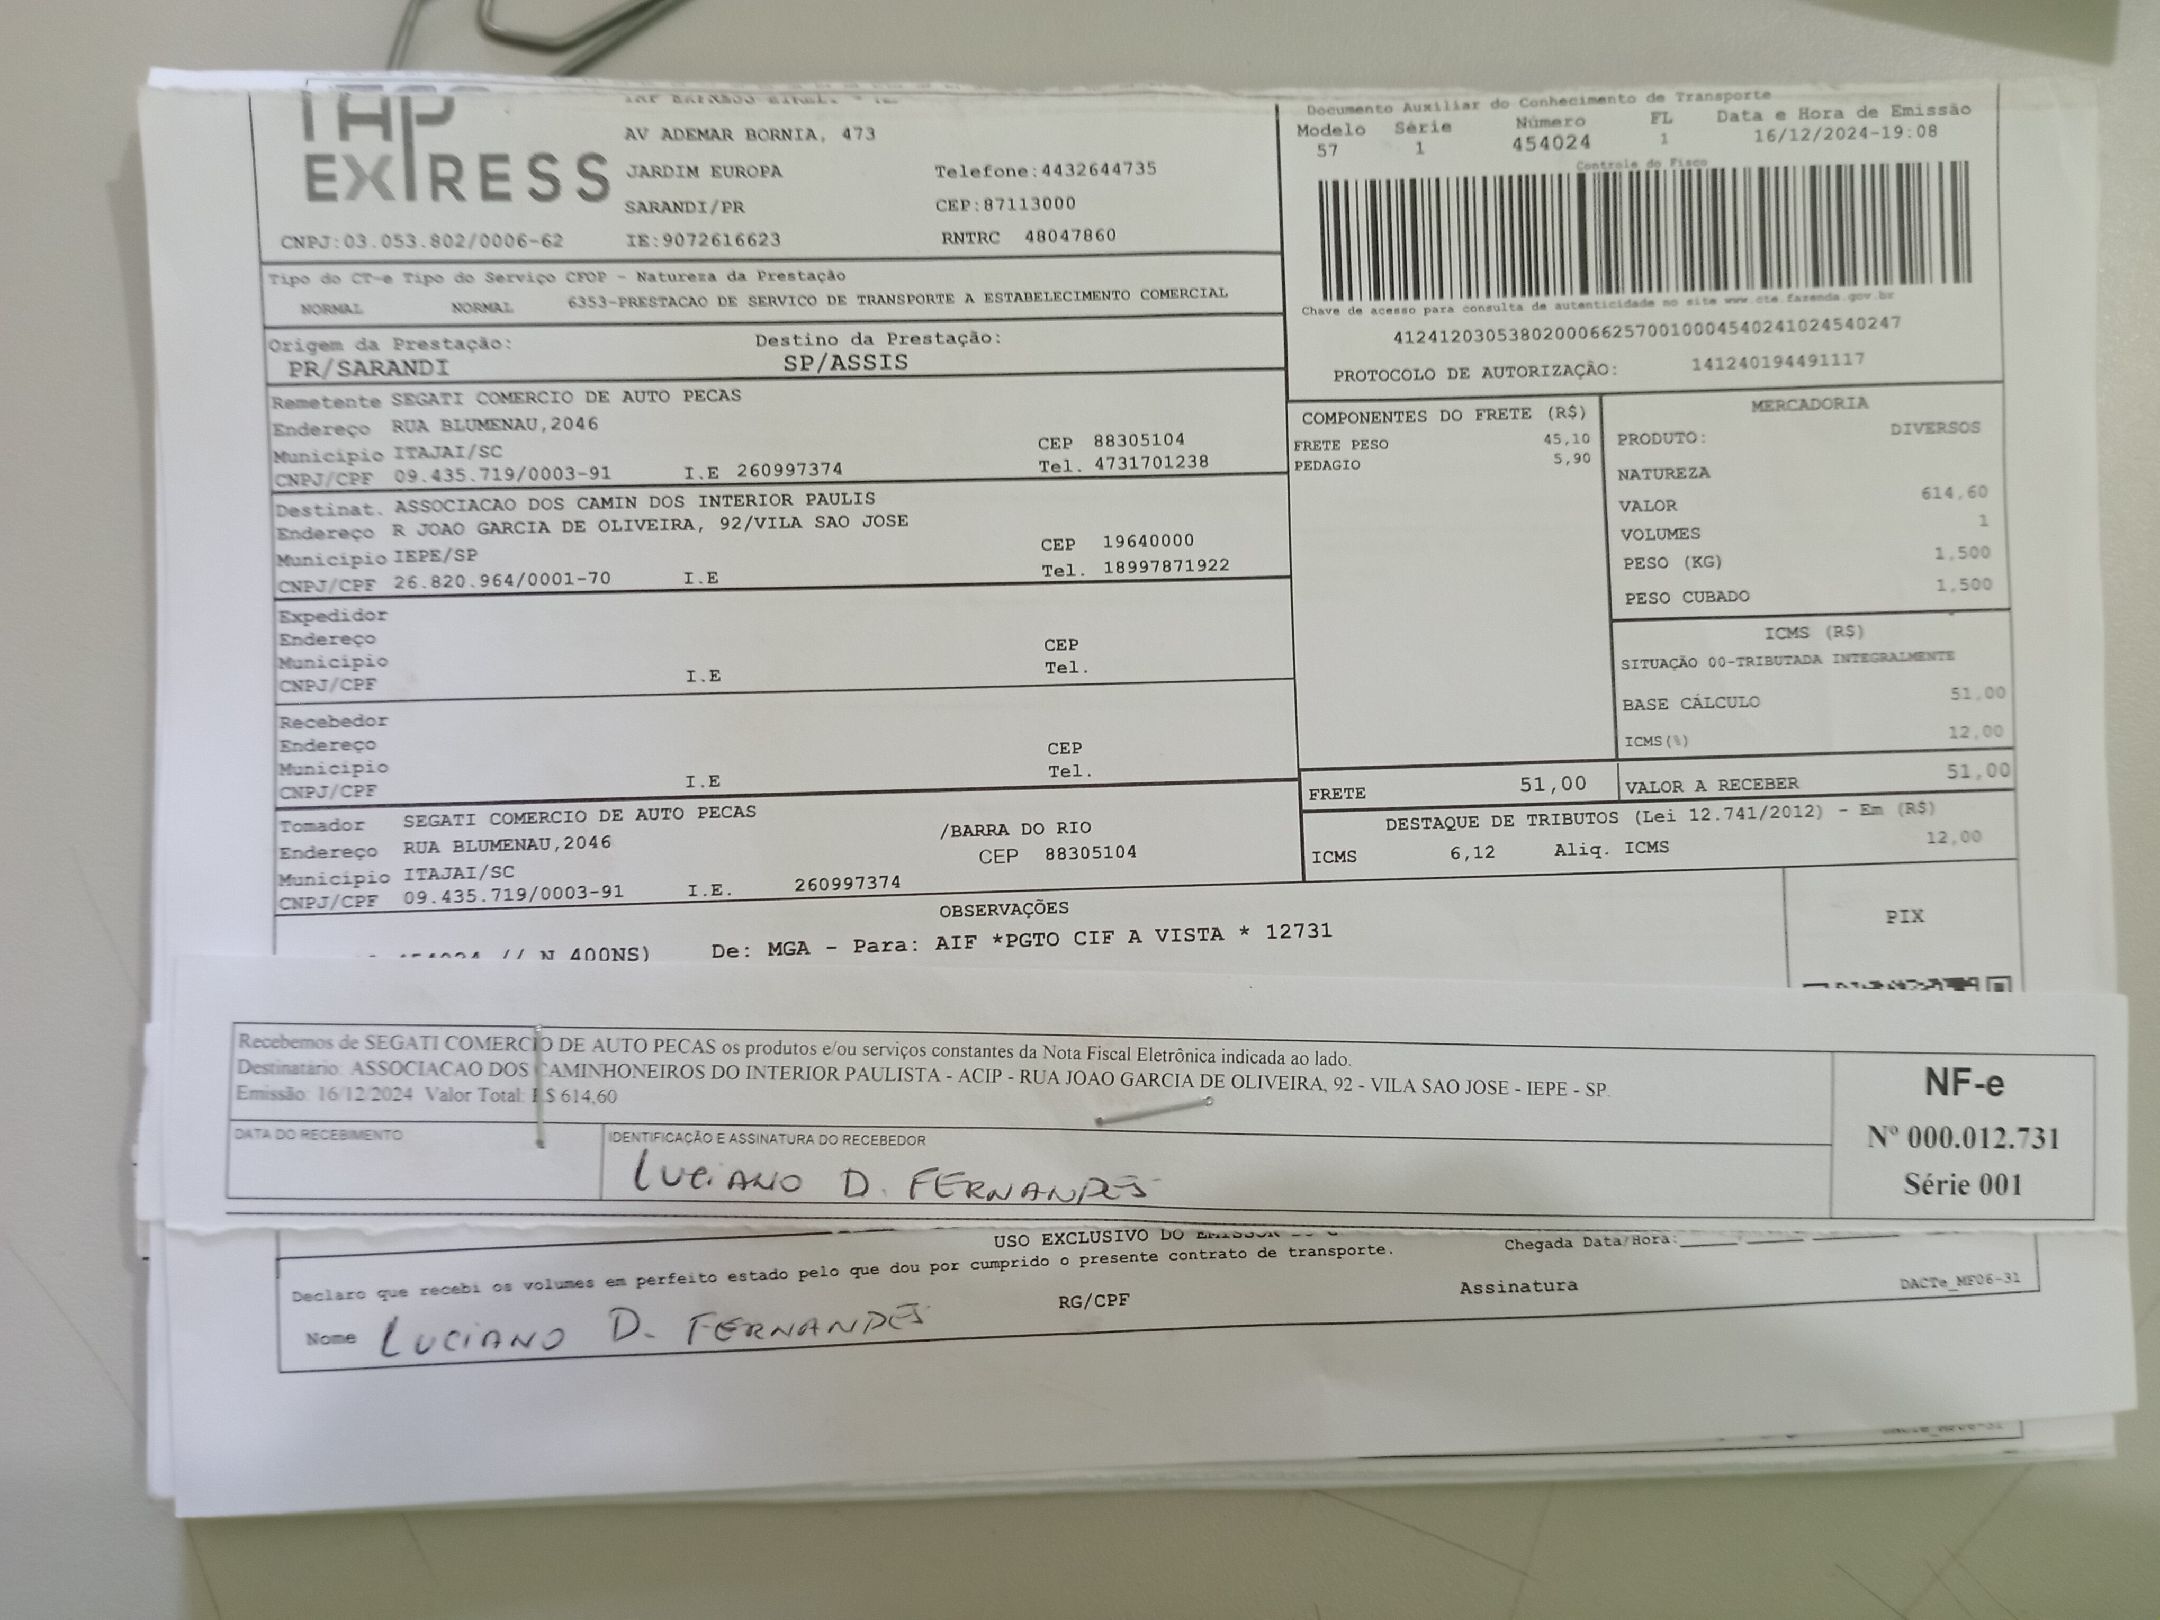 TAP
EXPRESS
AV ADEMAR BORNIA, 473
JARDIM EUROPA
Telefone:4432644735
SARANDI/PR
CEP:87113000
CNPJ:03.053.802/0006-62
IE:9072616623
RNTRC 48047860
Documento Auxiliar do Conhecimento de Transporte
Modelo Série Número FL Data e Hora de Emissão
57 1 454024 1 16/12/2024-19:08
Controle do Fisco
Chave de acesso para consulta de autenticidade no site www.cte.fazenda.gov.br
41241203053802000662570010004540241024540247
PROTOCOLO DE AUTORIZAÇÃO: 141240194491117
Tipo do CT-e Tipo do Serviço CFOP - Natureza da Prestação
NORMAL NORMAL 6353-PRESTACAO DE SERVICO DE TRANSPORTE A ESTABELECIMENTO COMERCIAL
Origem da Prestação: Destino da Prestação:
PR/SARANDI SP/ASSIS
Remetente SEGATI COMERCIO DE AUTO PECAS
Endereço RUA BLUMENAU,2046
Município ITAJAI/SC CEP 88305104
CNPJ/CPF 09.435.719/0003-91 I.E 260997374 Tel. 4731701238
Destinat. ASSOCIACAO DOS CAMIN DOS INTERIOR PAULIS
Endereço R JOAO GARCIA DE OLIVEIRA, 92/VILA SAO JOSE
Município IEPE/SP CEP 19640000
CNPJ/CPF 26.820.964/0001-70 I.E Tel. 18997871922
Expedidor
Endereço
Município CEP
CNPJ/CPF I.E Tel.
Recebedor
Endereço
Município CEP
CNPJ/CPF I.E Tel.
Tomador SEGATI COMERCIO DE AUTO PECAS
Endereço RUA BLUMENAU,2046 /BARRA DO RIO
Município ITAJAI/SC CEP 88305104
CNPJ/CPF 09.435.719/0003-91 I.E. 260997374
COMPONENTES DO FRETE (R$)
FRETE PESO 45,10
PEDAGIO 5,90
MERCADORIA
PRODUTO: DIVERSOS
NATUREZA
VALOR 614,60
VOLUMES 1
PESO (KG) 1,500
PESO CUBADO 1,500
ICMS (R$)
SITUAÇÃO 00-TRIBUTADA INTEGRALMENTE
BASE CÁLCULO 51,00
ICMS(%) 12,00
FRETE 51,00 VALOR A RECEBER 51,00
DESTAQUE DE TRIBUTOS (Lei 12.741/2012) - Em (R$)
ICMS 6,12 Aliq. ICMS 12,00
OBSERVAÇÕES
454024 // N 400NS) De: MGA - Para: AIF *PGTO CIF A VISTA * 12731
PIX
Recebemos de SEGATI COMERCIO DE AUTO PECAS os produtos e/ou serviços constantes da Nota Fiscal Eletrônica indicada ao lado.
Destinatário: ASSOCIACAO DOS CAMINHONEIROS DO INTERIOR PAULISTA - ACIP - RUA JOAO GARCIA DE OLIVEIRA, 92 - VILA SAO JOSE - IEPE - SP.
Emissão: 16/12/2024 Valor Total: R$ 614,60
DATA DO RECEBIMENTO
IDENTIFICAÇÃO E ASSINATURA DO RECEBEDOR
LUCIANO D. FERNANDES
NF-e
Nº 000.012.731
Série 001
USO EXCLUSIVO DO
Declaro que recebi os volumes em perfeito estado pelo que dou por cumprido o presente contrato de transporte.
Chegada Data/Hora:
Nome LUCIANO D. FERNANDES
RG/CPF
Assinatura
DACTe_MF06-31